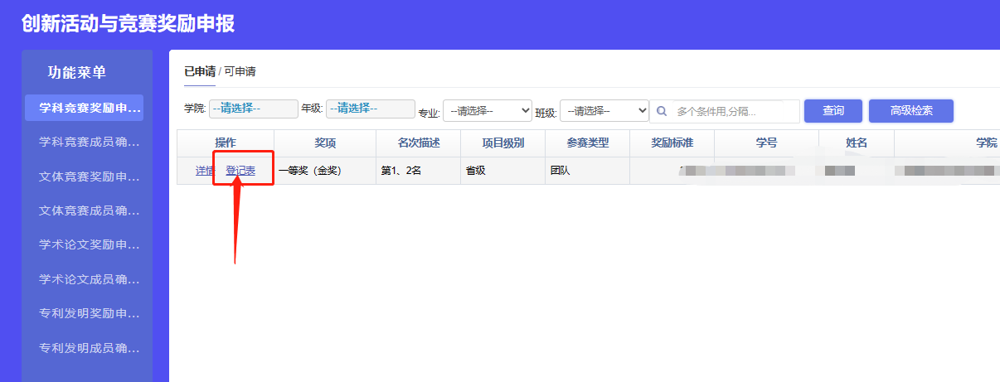 创新活动与竞赛奖励申报
功能菜单
学科竞赛奖励申...
学科竞赛成员确...
文体竞赛奖励申...
文体竞赛成员确...
学术论文奖励申...
学术论文成员确...
专利发明奖励申...
专利发明成员确...
已申请 / 可申请
学院: --请选择-- 年级: --请选择-- 专业: --请选择-- 班级: --请选择-- 多个条件用,分隔... 查询 高级检索
操作 奖项 名次描述 项目级别 参赛类型 奖励标准 学号 姓名 学院
详情 登记表 一等奖（金奖） 第1、2名 省级 团队